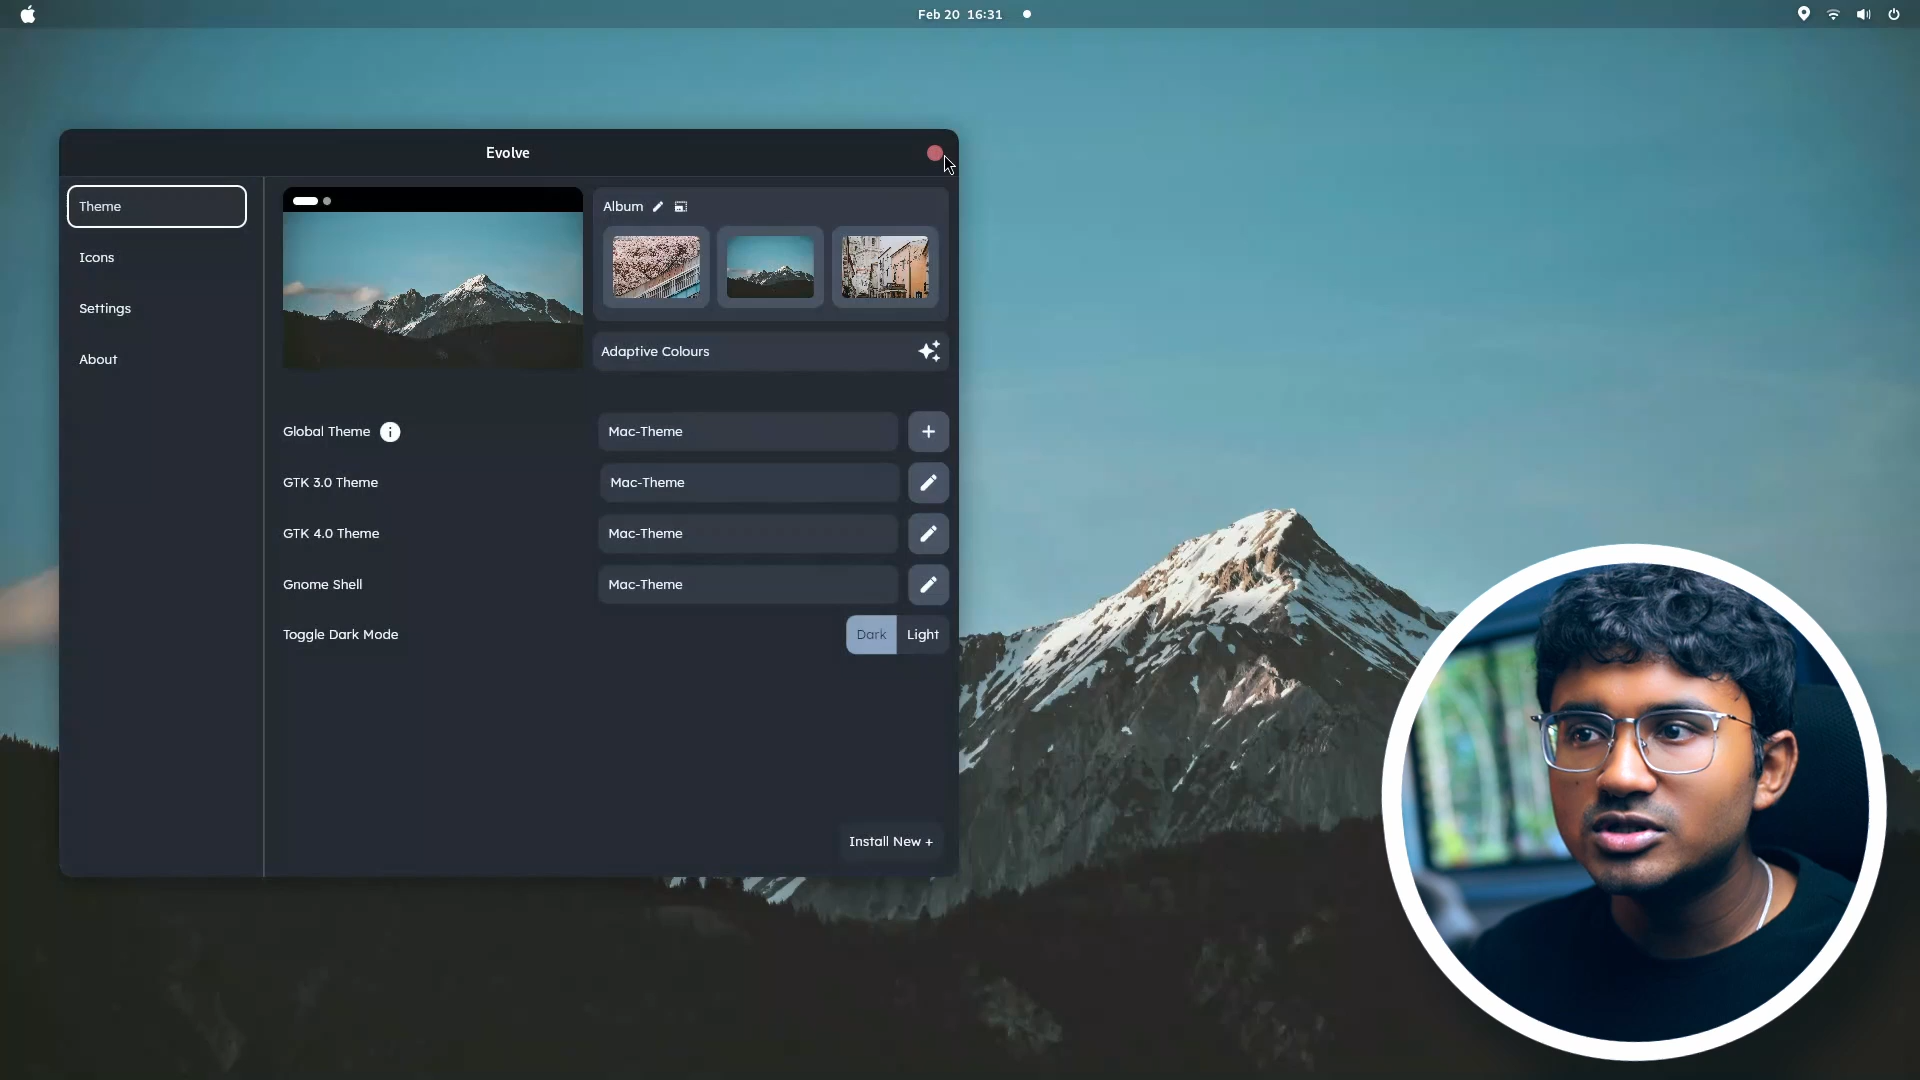 Feb 20 16:31
Evolve
Theme
Icons
Settings
About
Album
Adaptive Colours
Global Theme
Mac-Theme
GTK 3.0 Theme
Mac-Theme
GTK 4.0 Theme
Mac-Theme
Gnome Shell
Mac-Theme
Toggle Dark Mode
Dark
Light
Install New +